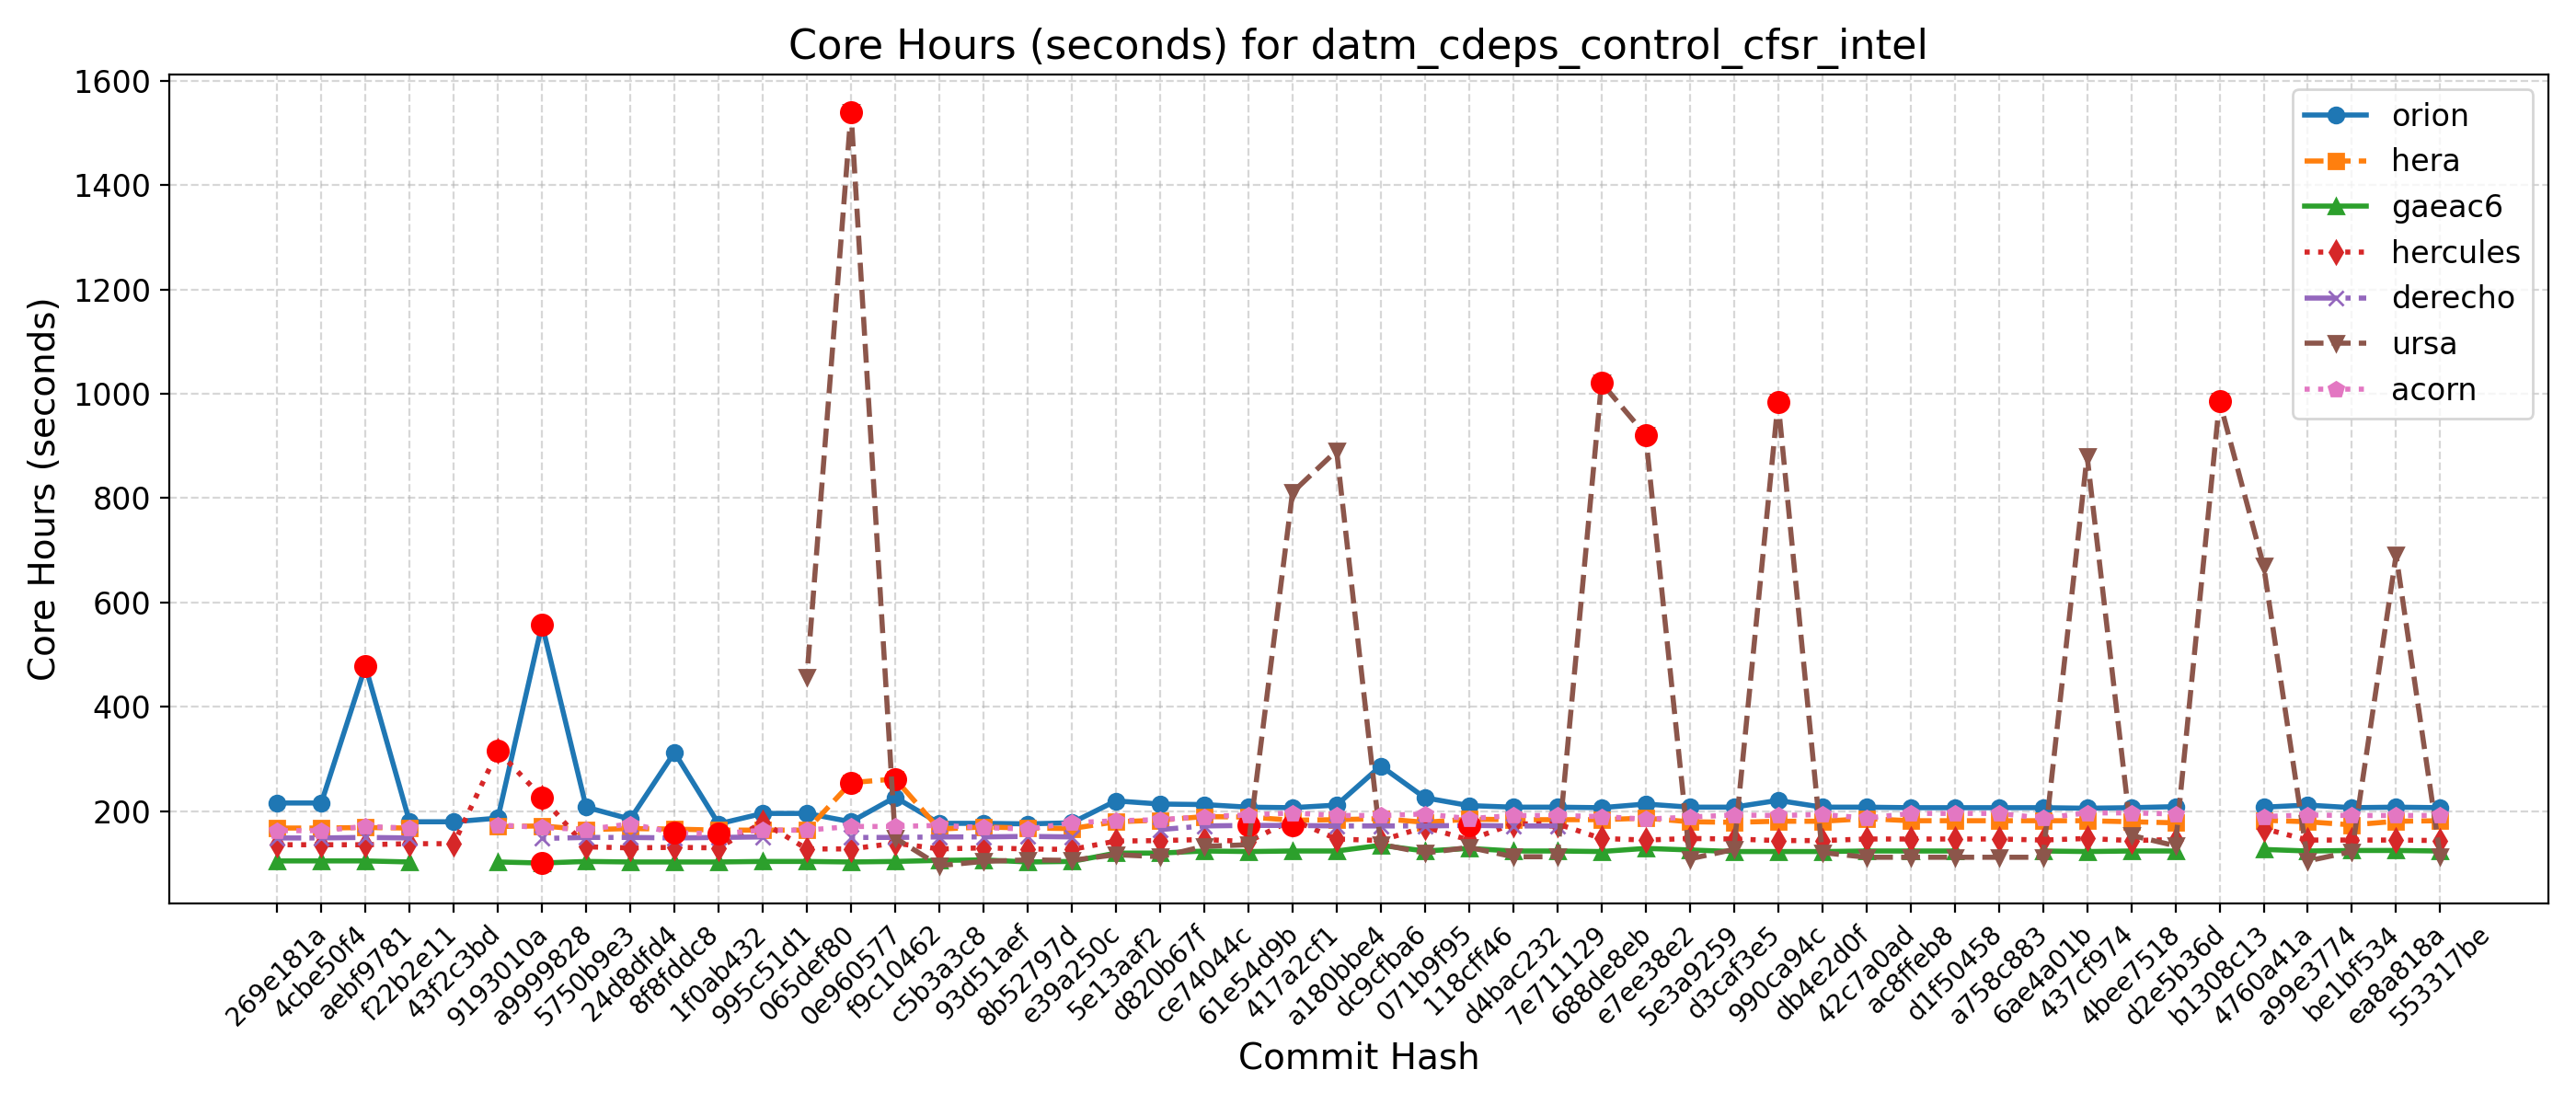 Core Hours (seconds) for datm_cdeps_control_cfsr_intel
Core Hours (seconds)
1600
1400
1200
1000
800
600
400
200
orion
hera
gaeac6
hercules
derecho
ursa
acorn
269e181a
4cbe50f4
aebf9781
f22b2e11
43f2c3bd
9193010a
a9999828
5750b9e3
24d8dfd4
8f8fddc8
1f0ab432
995c51d1
065def80
0e960577
f9c10462
c5b3a3c8
93d51aef
8b52797d
e39a250c
5e13aaf2
d820b67f
ce74044c
61e54d9b
417a2cf1
a180bbe4
dc9cfba6
071b9f95
118cff46
d4bac232
7e711129
688de8eb
e7ee38e2
5e3a9259
d3caf3e5
990ca94c
db4e2d0f
42c7a0ad
ac8ffeb8
d1f50458
a758c883
6ae4a01b
437cf974
4bee7518
d2e5b36d
b1308c13
4760a41a
a99e3774
be1bf534
ea8a818a
553317be
Commit Hash